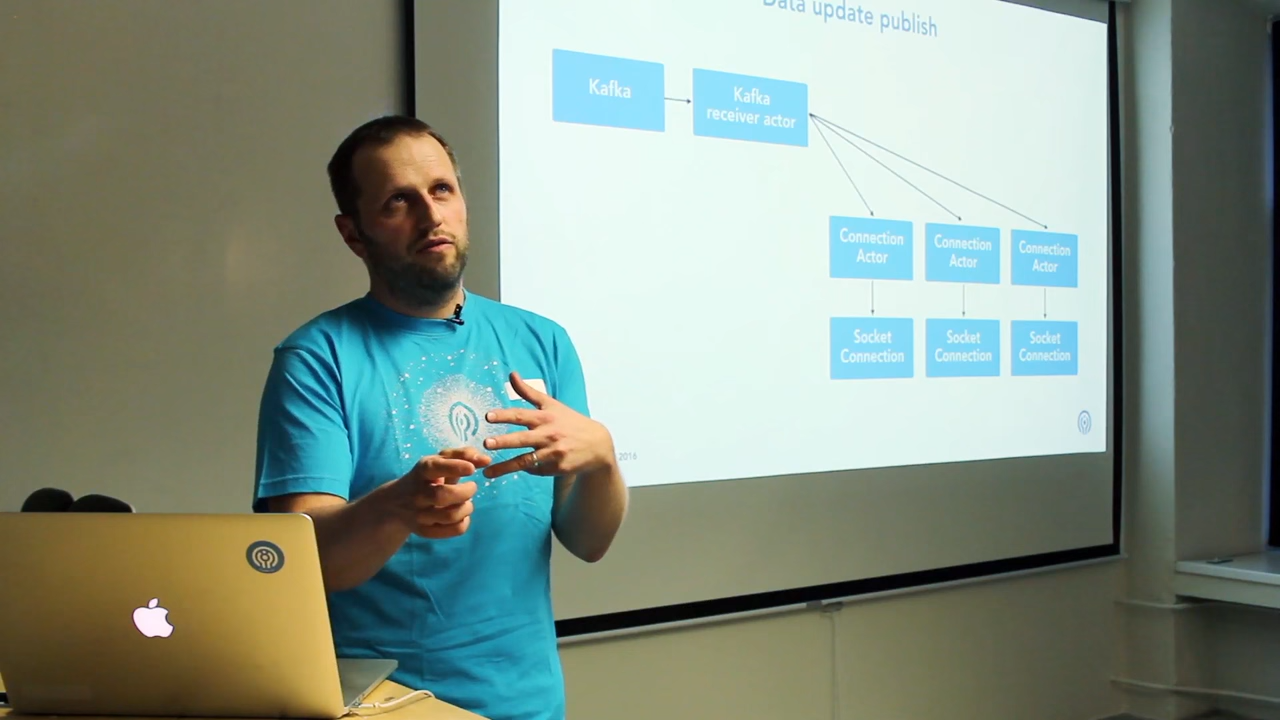 Data update publish
Kafka
Kafka
receiver actor
Connection
Actor
Connection
Actor
Connection
Actor
Socket
Connection
Socket
Connection
Socket
Connection
2016